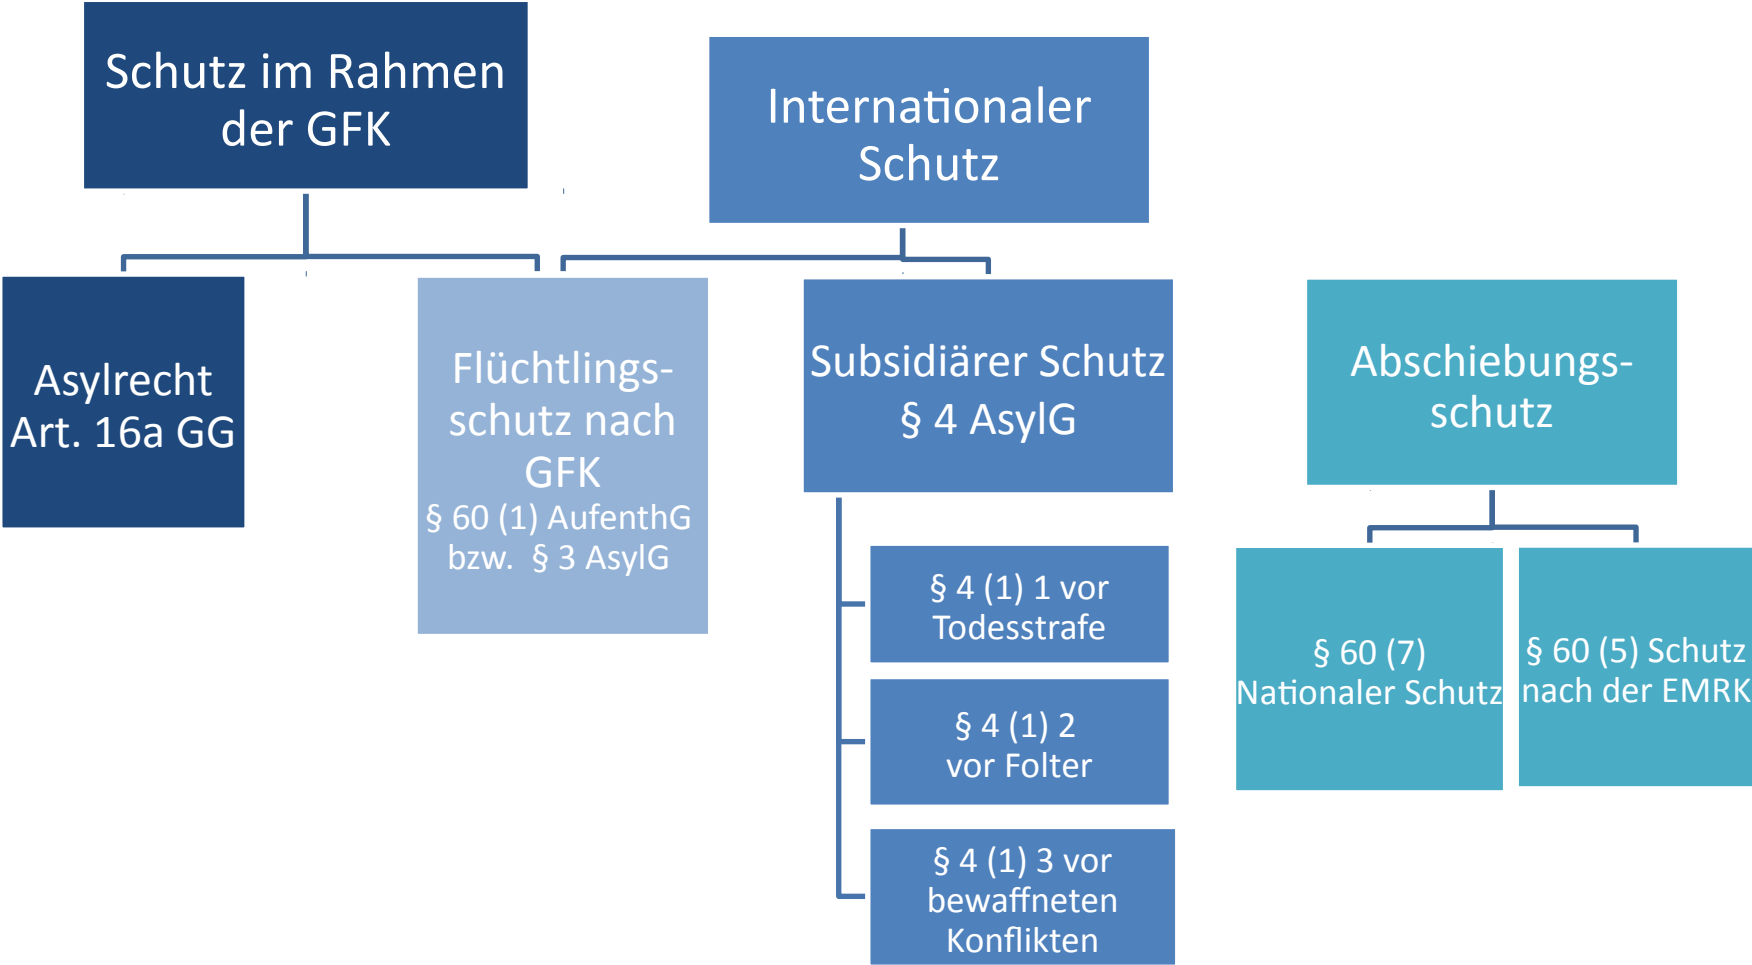 Schutz im Rahmen
der GFK
Internationaler
Schutz
Asylrecht
Art. 16a GG
Flüchtlings-
schutz nach
GFK
§ 60 (1) AufenthG
bzw. § 3 AsylG
Subsidiärer Schutz
§ 4 AsylG
§ 4 (1) 1 vor
Todesstrafe
§ 4 (1) 2
vor Folter
§ 4 (1) 3 vor
bewaffneten
Konflikten
Abschiebungs-
schutz
§ 60 (7)
Nationaler Schutz
§ 60 (5) Schutz
nach der EMRK